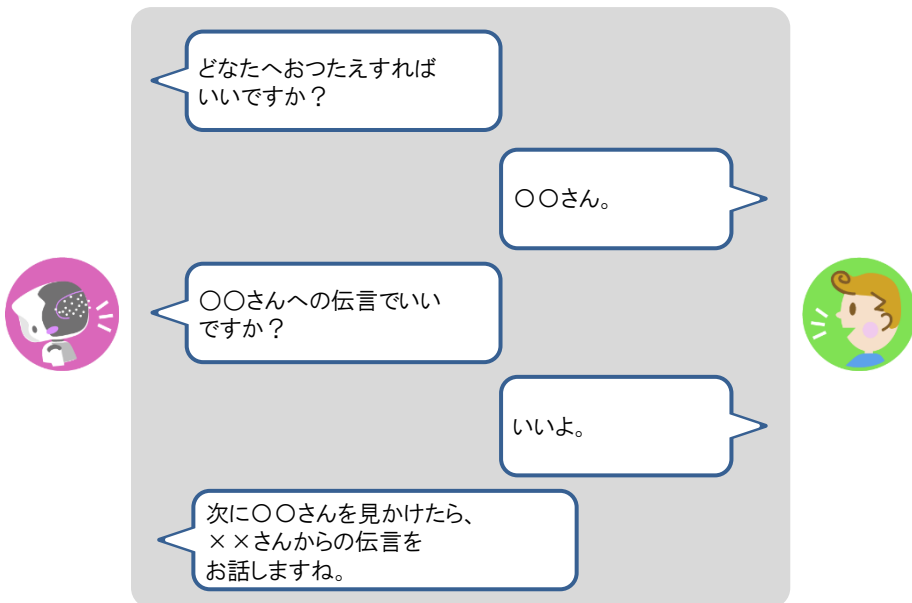 どなたへおつたえすれば
いいですか？
〇〇さん。
〇〇さんへの伝言でいい
ですか？
いいよ。
次に〇〇さんを見かけたら、
××さんからの伝言を
お話しますね。